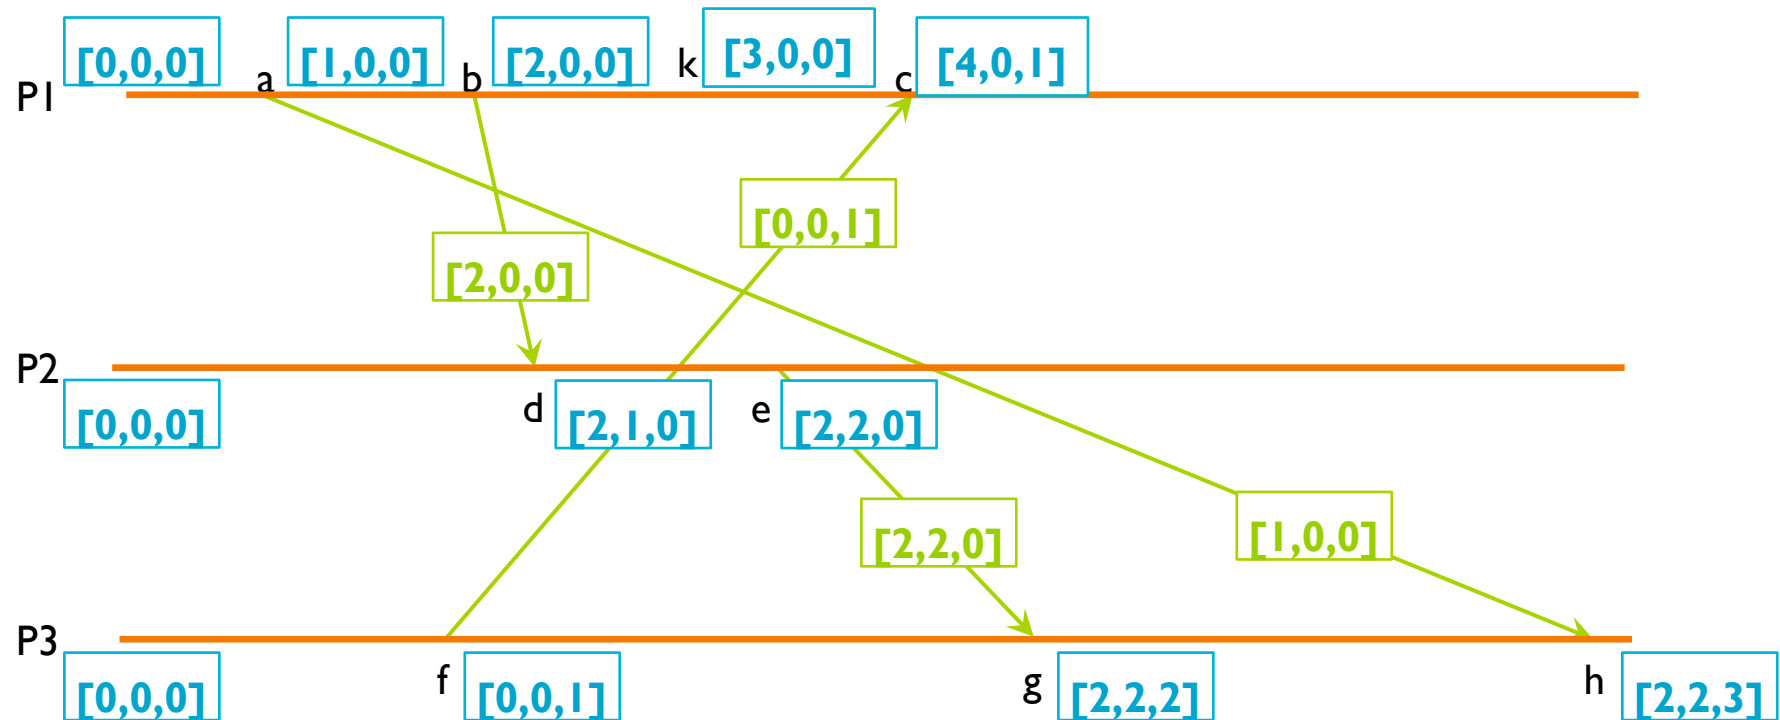 [0,0,0] a [1,0,0] b [2,0,0] k [3,0,0] c [4,0,1]
P1
[0,0,1]
[2,0,0]
P2
[0,0,0] d [2,1,0] e [2,2,0]
[2,2,0] [1,0,0]
P3
[0,0,0] f [0,0,1] g [2,2,2] h [2,2,3]